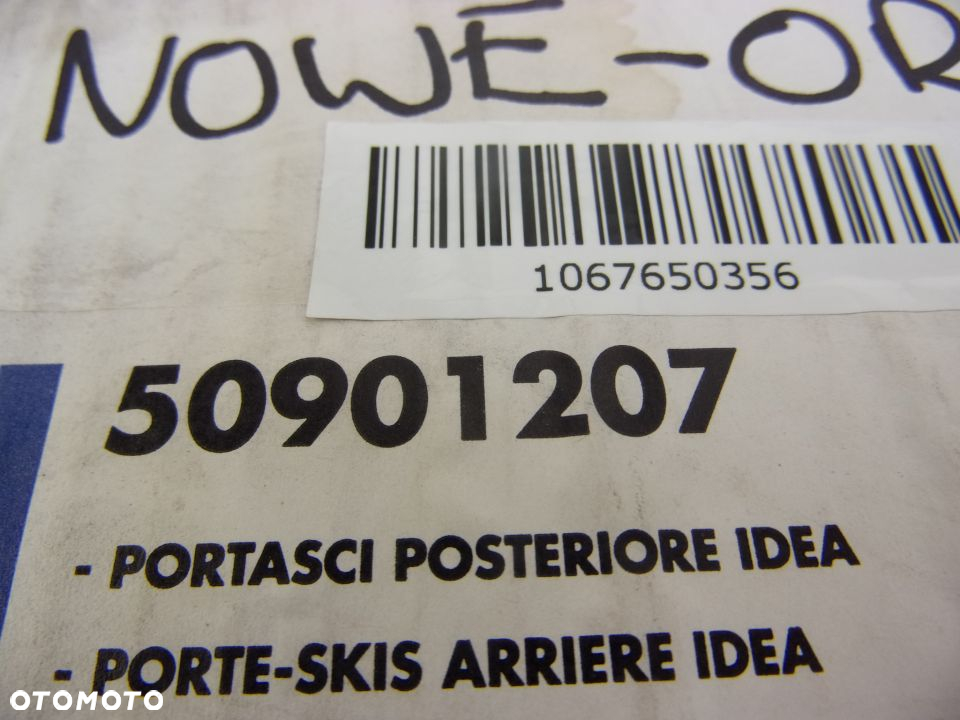 NOWE-OR
1067650356
50901207
- PORTASCI POSTERIORE IDEA
- PORTE-SKIS ARRIERE IDEA
OTOMOTO